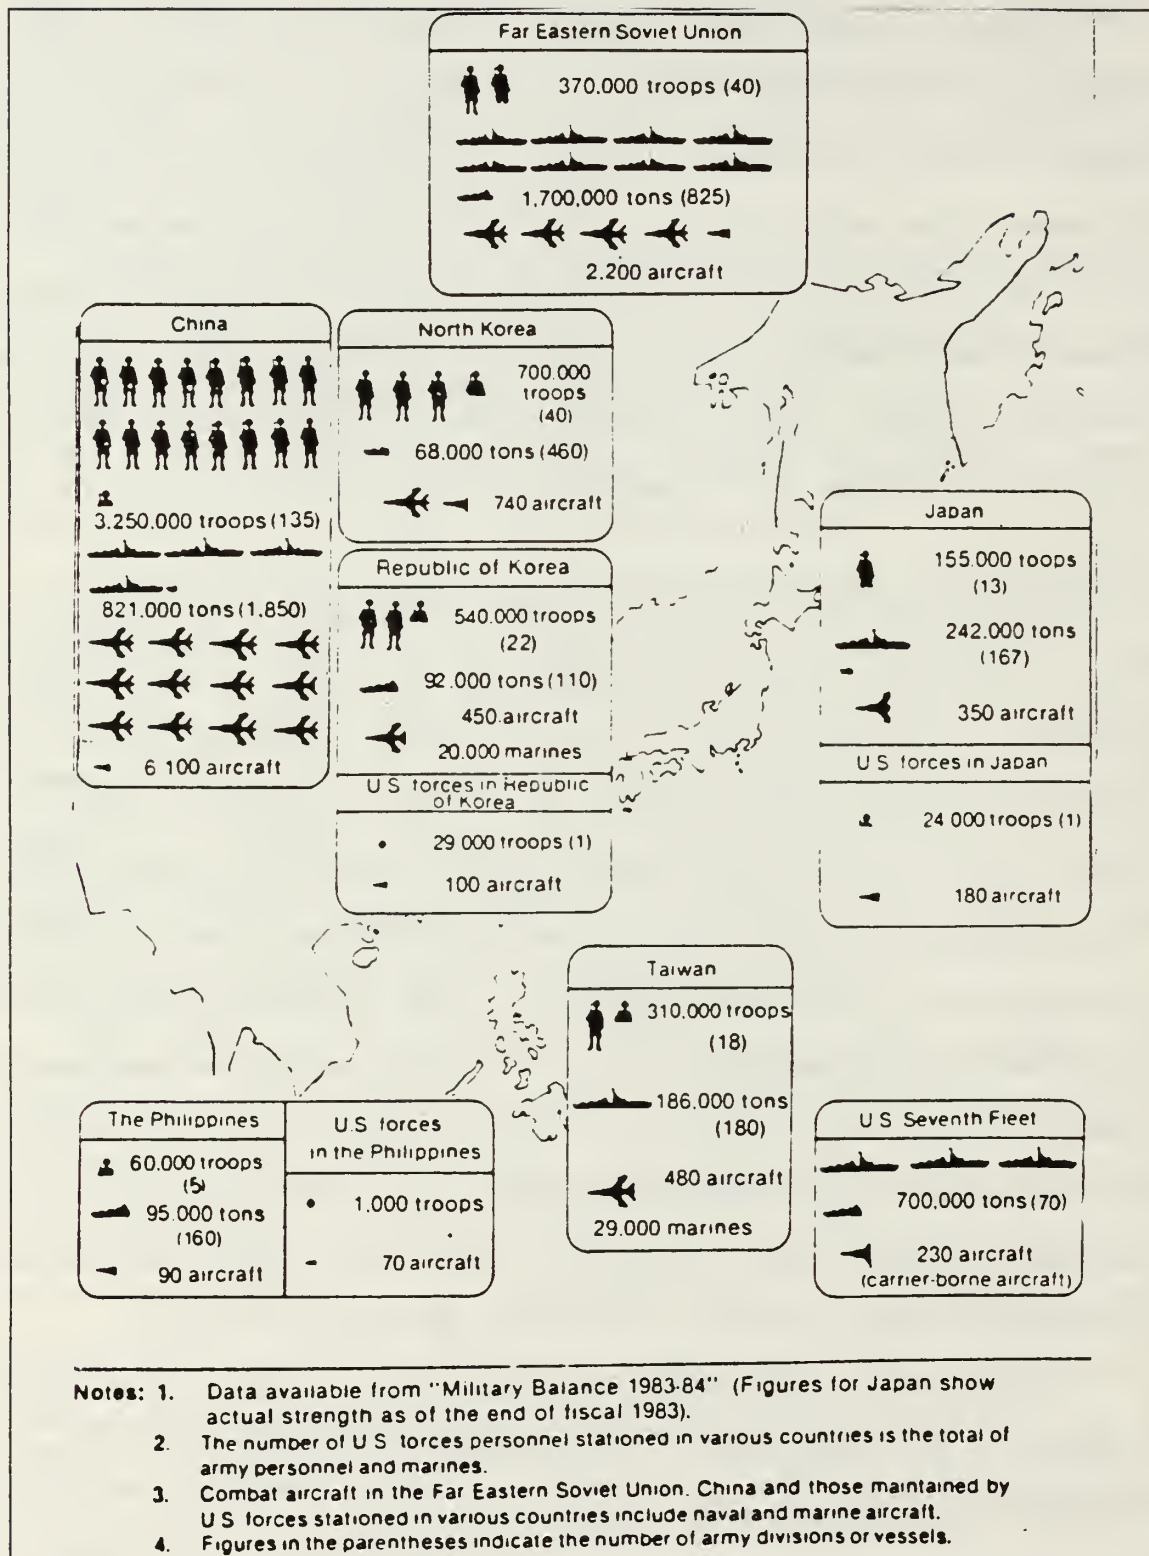 Far Eastern Soviet Union
370.000 troops (40)
1,700,000 tons (825)
2.200 aircraft
China
3.250.000 troops (135)
821.000 tons (1.850)
6 100 aircraft
North Korea
700.000
troops
(40)
68.000 tons (460)
740 aircraft
Republic of Korea
540.000 troops
(22)
92.000 tons (110)
450.aircraft
20.000 marines
U S forces in Republic
of Korea
29 000 troops (1)
100 aircraft
Japan
155.000 toops
(13)
242.000 tons
(167)
350 aircraft
U S forces in Japan
24 000 troops (1)
180 aircraft
Taiwan
310.000 troops
(18)
186.000 tons
(180)
480 aircraft
29.000 marines
The Philippines
60.000 troops
(5)
95.000 tons
(160)
90 aircraft
U.S forces
in the Philippines
1.000 troops
70 aircraft
U S Seventh Fleet
700,000 tons (70)
230 aircraft
(carrier-borne aircraft)
Notes: 1. Data available from "Military Balance 1983-84" (Figures for Japan show
actual strength as of the end of fiscal 1983).
2. The number of U S forces personnel stationed in various countries is the total of
army personnel and marines.
3. Combat aircraft in the Far Eastern Soviet Union. China and those maintained by
U S forces stationed in various countries include naval and marine aircraft.
4. Figures in the parentheses indicate the number of army divisions or vessels.